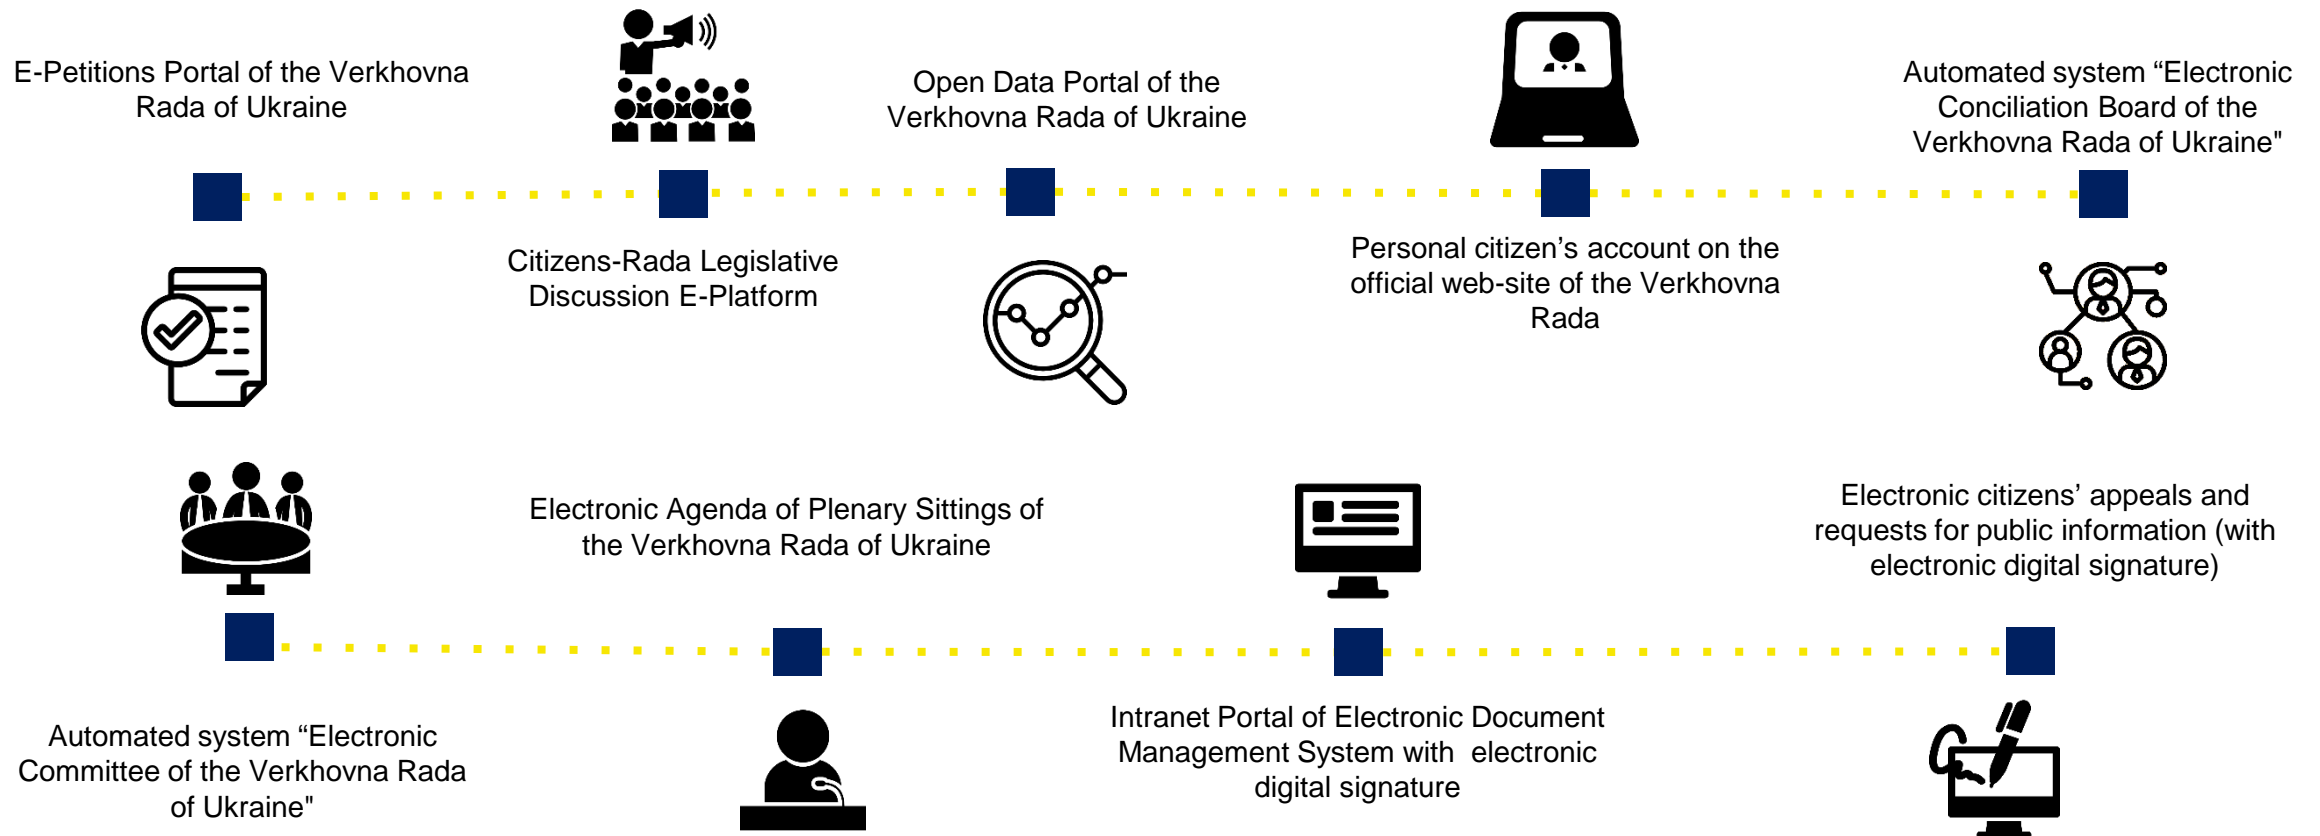 E-Petitions Portal of the Verkhovna
Rada of Ukraine
Citizens-Rada Legislative
Discussion E-Platform
Open Data Portal of the
Verkhovna Rada of Ukraine
Personal citizen’s account on the
official web-site of the Verkhovna
Rada
Automated system “Electronic
Conciliation Board of the
Verkhovna Rada of Ukraine"
Automated system “Electronic
Committee of the Verkhovna Rada
of Ukraine"
Electronic Agenda of Plenary Sittings of
the Verkhovna Rada of Ukraine
Intranet Portal of Electronic Document
Management System with  electronic
digital signature
Electronic citizens’ appeals and
requests for public information (with
electronic digital signature)